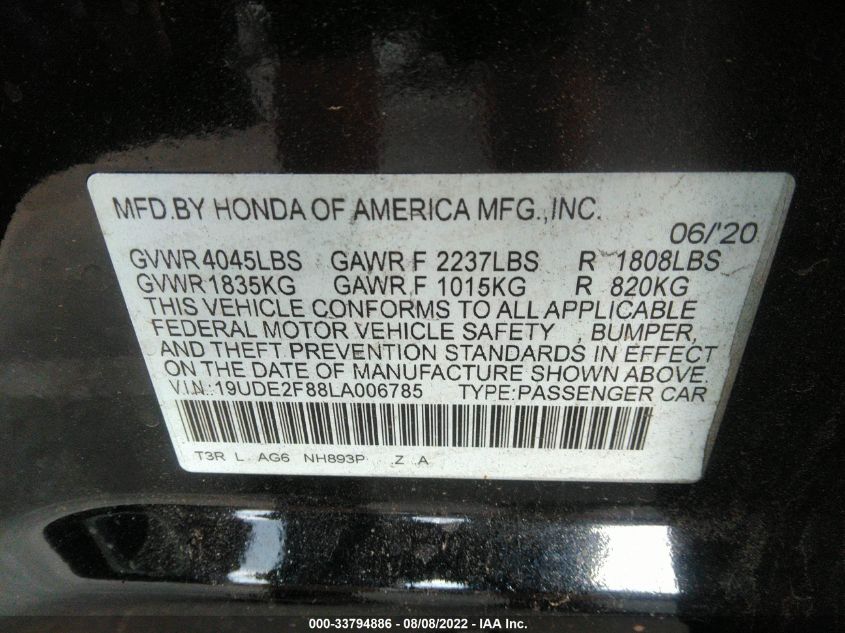 MFD.BY HONDA OF AMERICA MFG.,INC.
06/'20
GVWR 4045LBS GAWR F 2237LBS R 1808LBS
GVWR 1835KG GAWR F 1015KG R 820KG
THIS VEHICLE CONFORMS TO ALL APPLICABLE
FEDERAL MOTOR VEHICLE SAFETY , BUMPER,
AND THEFT PREVENTION STANDARDS IN EFFECT
ON THE DATE OF MANUFACTURE SHOWN ABOVE.
V.I.N.:19UDE2F88LA006785 TYPE:PASSENGER CAR
T3R L AG6 NH893P Z A
000-33794886 - 08/08/2022 - IAA Inc.